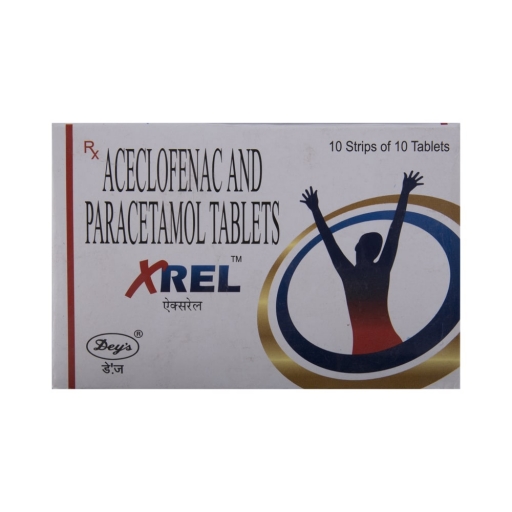 Rx
10 Strips of 10 Tablets
ACECLOFENAC AND
PARACETAMOL TABLETS
XREL™
ऐक्सरेल
Dey's®
डे'ज़